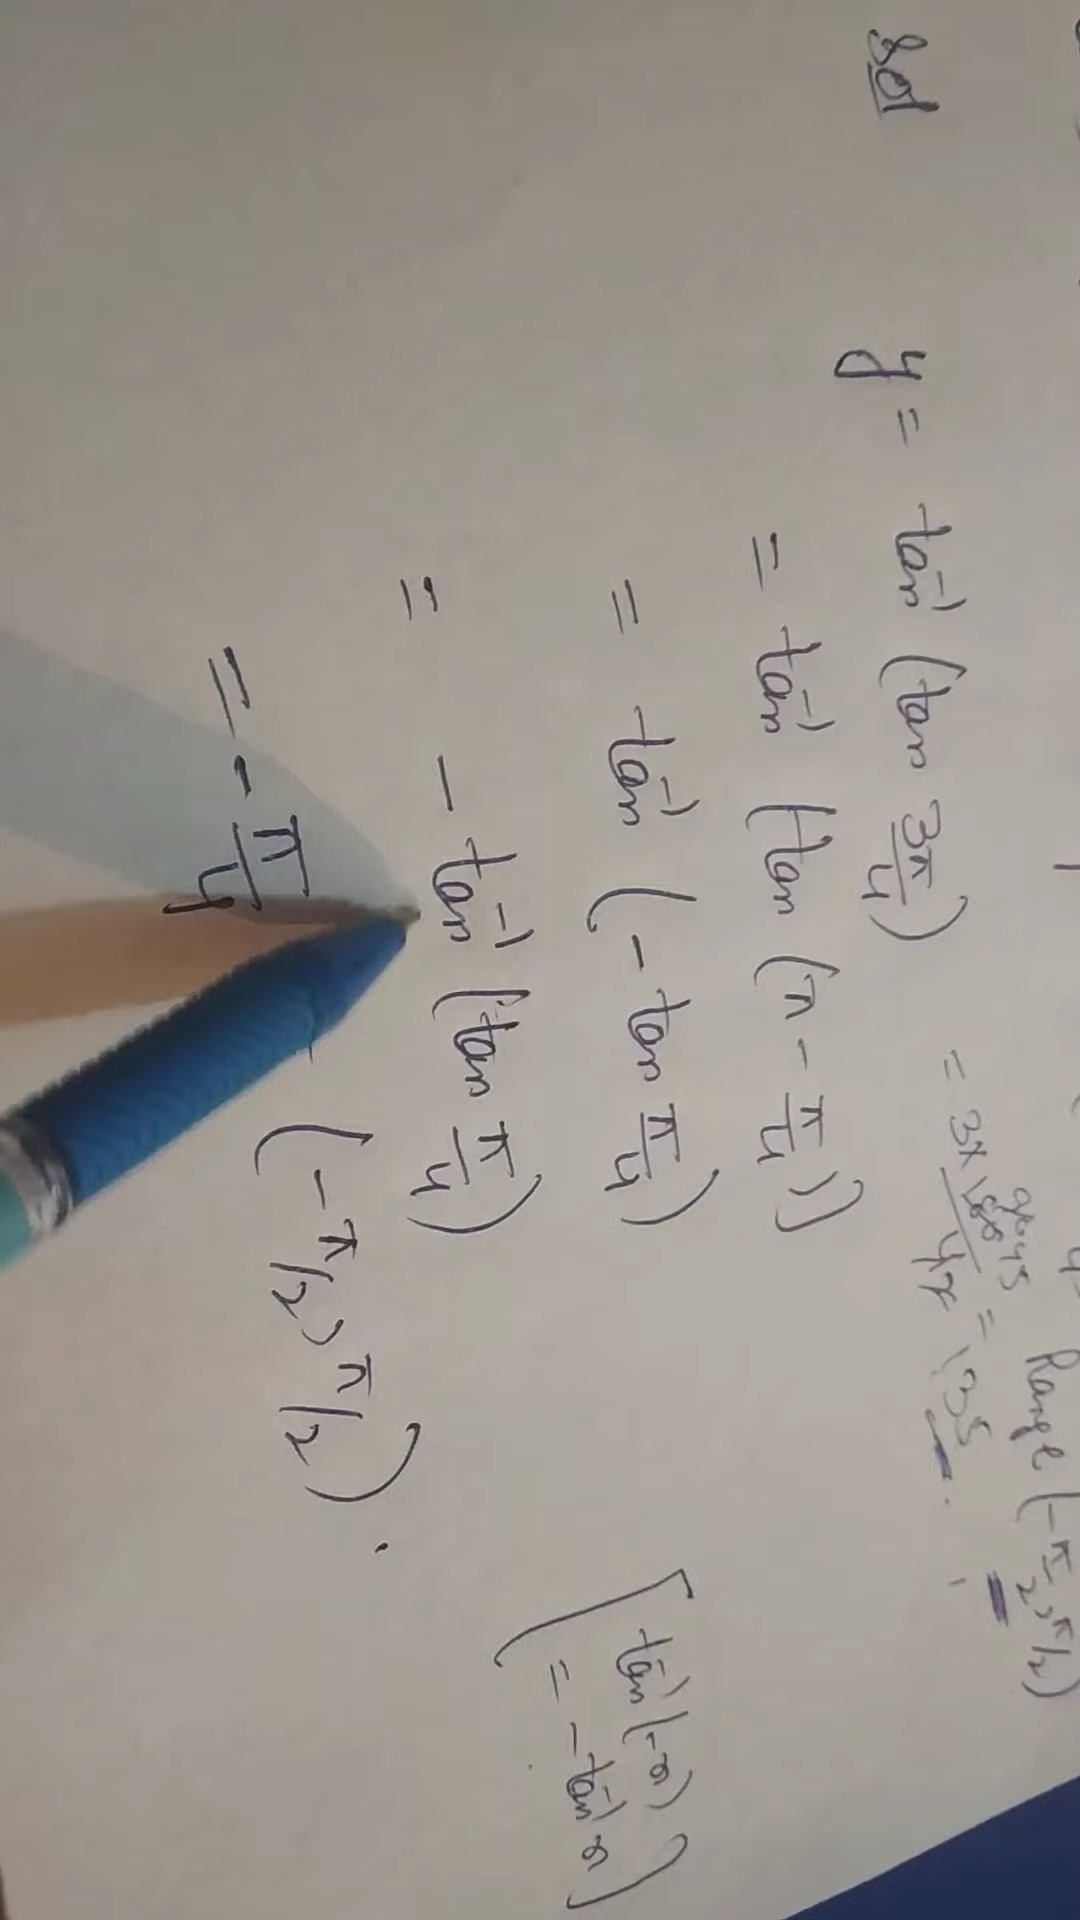 Range (-π/2, π/2)
= 3×180/4 = 135
sol y = tan⁻¹ (tan 3π/4)
= tan⁻¹ (tan (π - π/4))
= tan⁻¹ (- tan π/4)
[tan⁻¹(-x) = -tan⁻¹ x]
= - tan⁻¹ (tan π/4)
= - π/4 (-π/2, π/2).